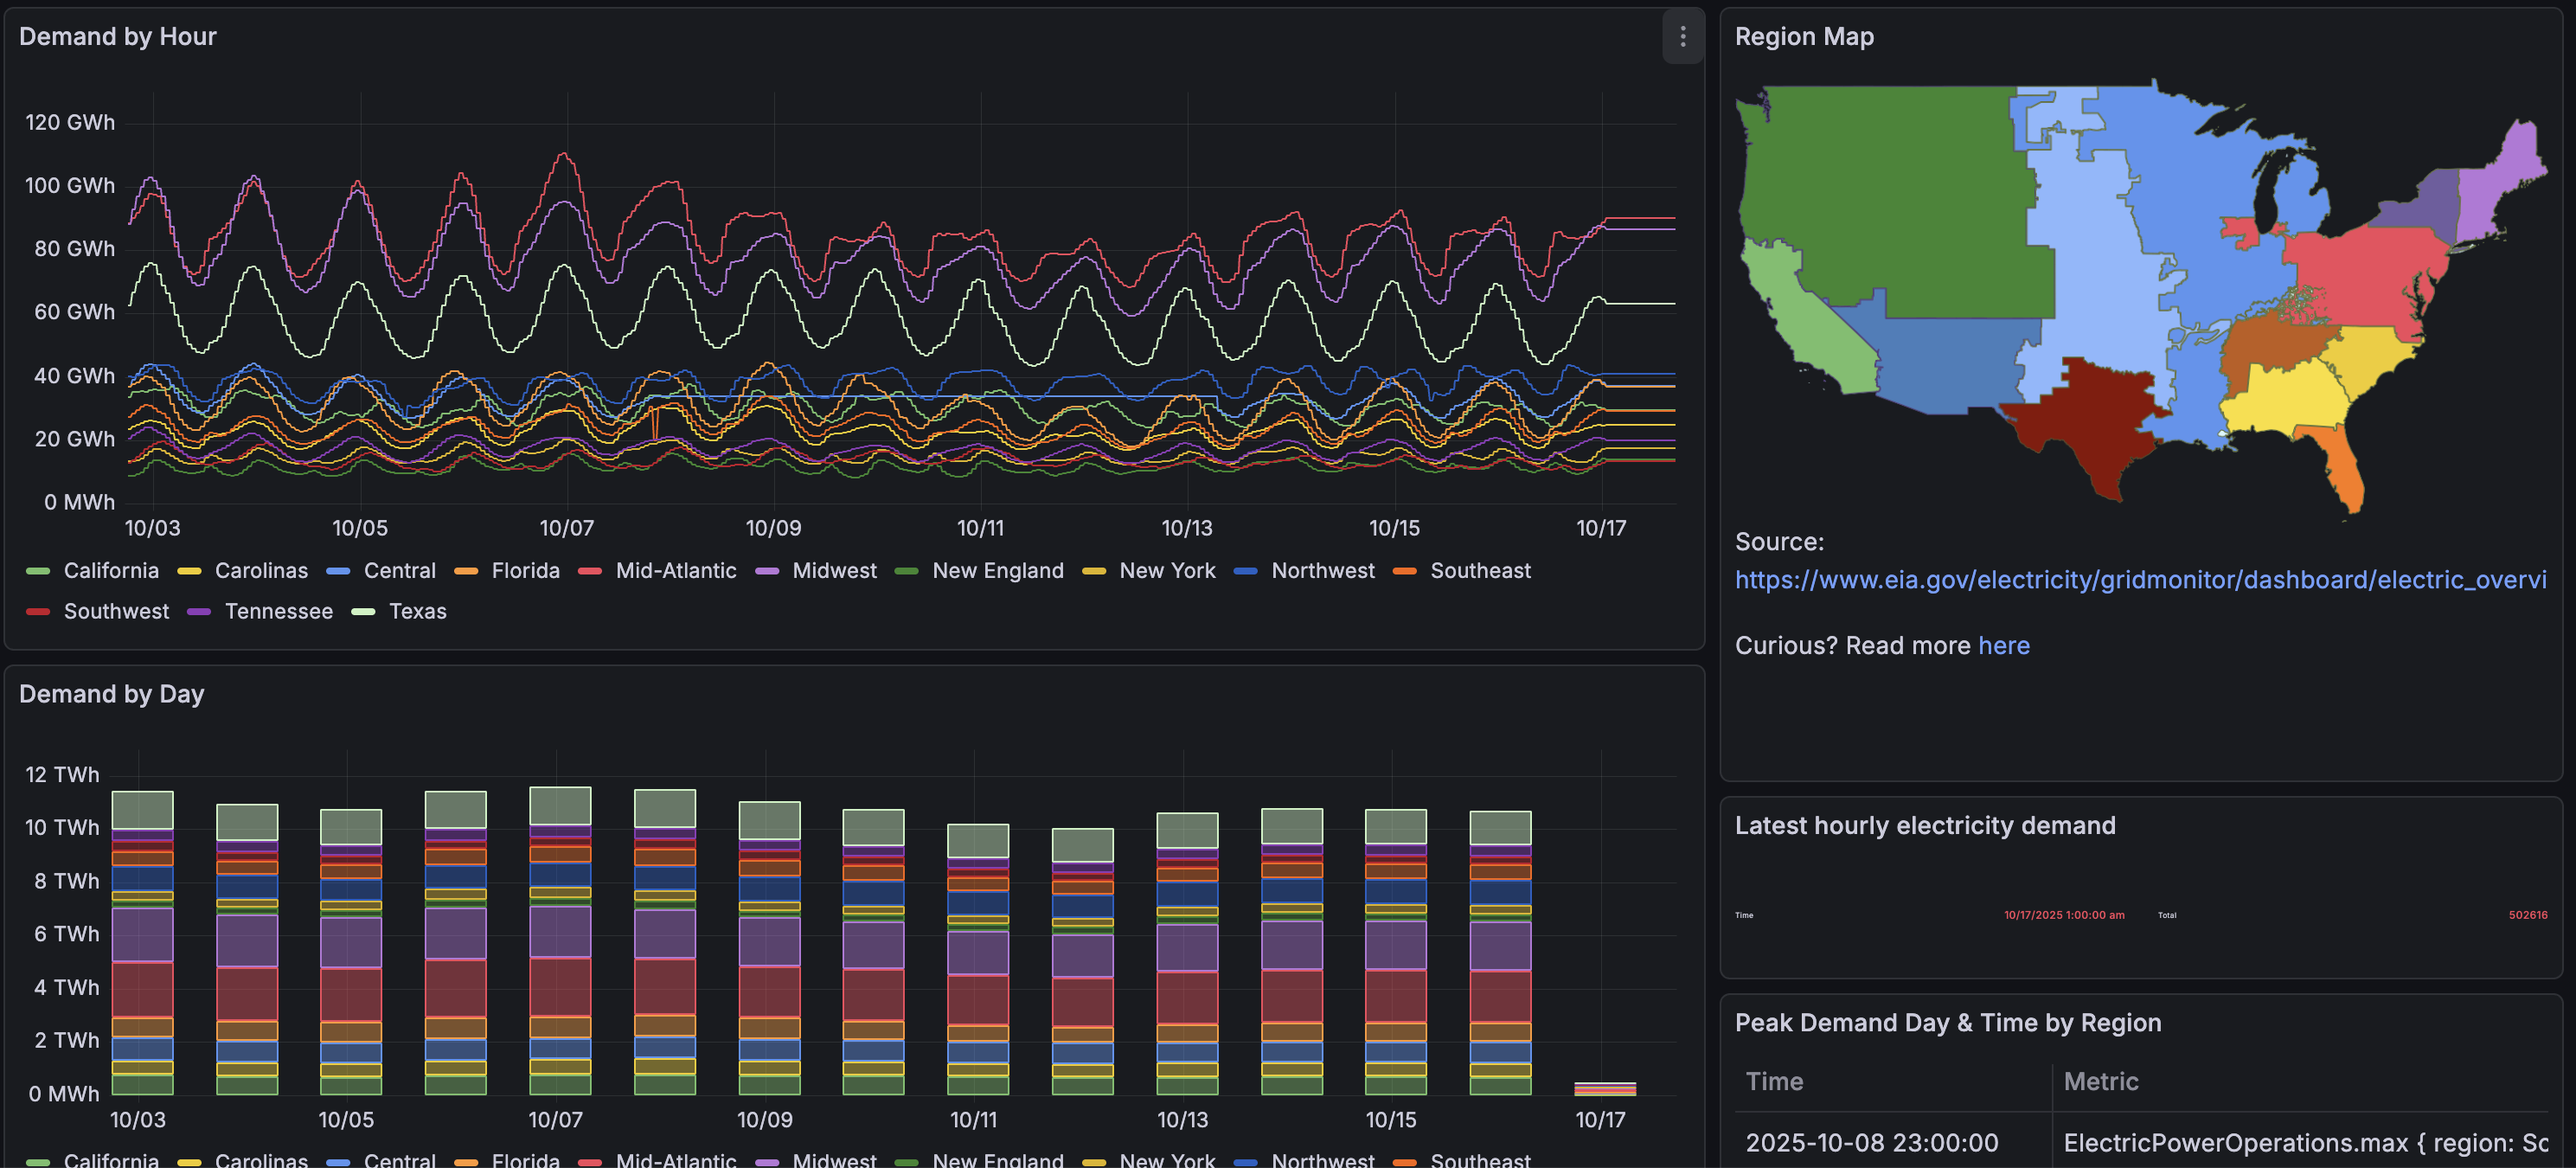 Demand by Hour
120 GWh
100 GWh
80 GWh
60 GWh
40 GWh
20 GWh
0 MWh
10/03 10/05 10/07 10/09 10/11 10/13 10/15 10/17
California Carolinas Central Florida Mid-Atlantic Midwest New England New York Northwest Southeast
Southwest Tennessee Texas
Demand by Day
12 TWh
10 TWh
8 TWh
6 TWh
4 TWh
2 TWh
0 MWh
10/03 10/05 10/07 10/09 10/11 10/13 10/15 10/17
California Carolinas Central Florida Mid-Atlantic Midwest New England New York Northwest Southeast
Region Map
Source:
https://www.eia.gov/electricity/gridmonitor/dashboard/electric_overvi
Curious? Read more here
Latest hourly electricity demand
Time 10/17/2025 1:00:00 am Total 502616
Peak Demand Day & Time by Region
Time Metric
2025-10-08 23:00:00 ElectricPowerOperations.max { region: Sc